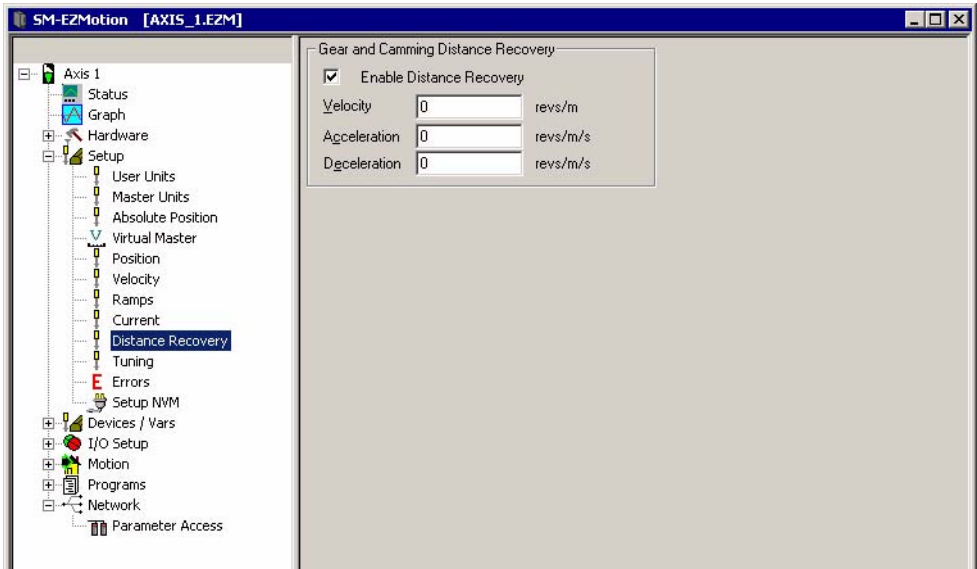 SM-EZMotion [AXIS_1.EZM]
Axis 1
Status
Graph
Hardware
Setup
User Units
Master Units
Absolute Position
Virtual Master
Position
Velocity
Ramps
Current
Distance Recovery
Tuning
E Errors
Setup NVM
Devices / Vars
I/O Setup
Motion
Programs
Network
Parameter Access
Gear and Camming Distance Recovery
Enable Distance Recovery
Velocity 0 revs/m
Acceleration 0 revs/m/s
Deceleration 0 revs/m/s